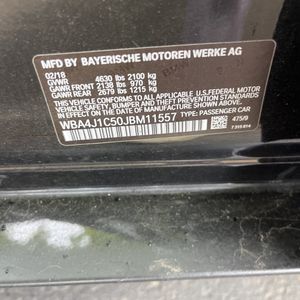 MFD BY BAYERISCHE MOTOREN WERKE AG
02/18
GVWR 4630 lbs 2100 kg
GAWR FRONT 2138 lbs 970 kg
GAWR REAR 2679 lbs 1215 kg
THIS VEHICLE CONFORMS TO ALL APPLICABLE U.S. FEDERAL MOTOR
VEHICLE SAFETY, BUMPER, AND THEFT PREVENTION STANDARDS
IN EFFECT ON THE DATE OF MANUFACTURE SHOWN ABOVE.
WBA4J1C50JBM11557 TYPE: PASSENGER CAR
475/9